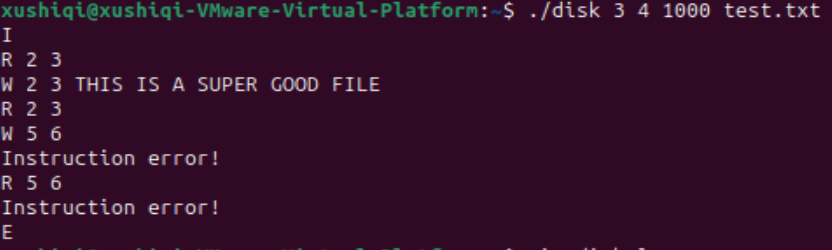 xushiqi@xushiqi-VMware-Virtual-Platform:~$ ./disk 3 4 1000 test.txt
I
R 2 3
W 2 3 THIS IS A SUPER GOOD FILE
R 2 3
W 5 6
Instruction error!
R 5 6
Instruction error!
E